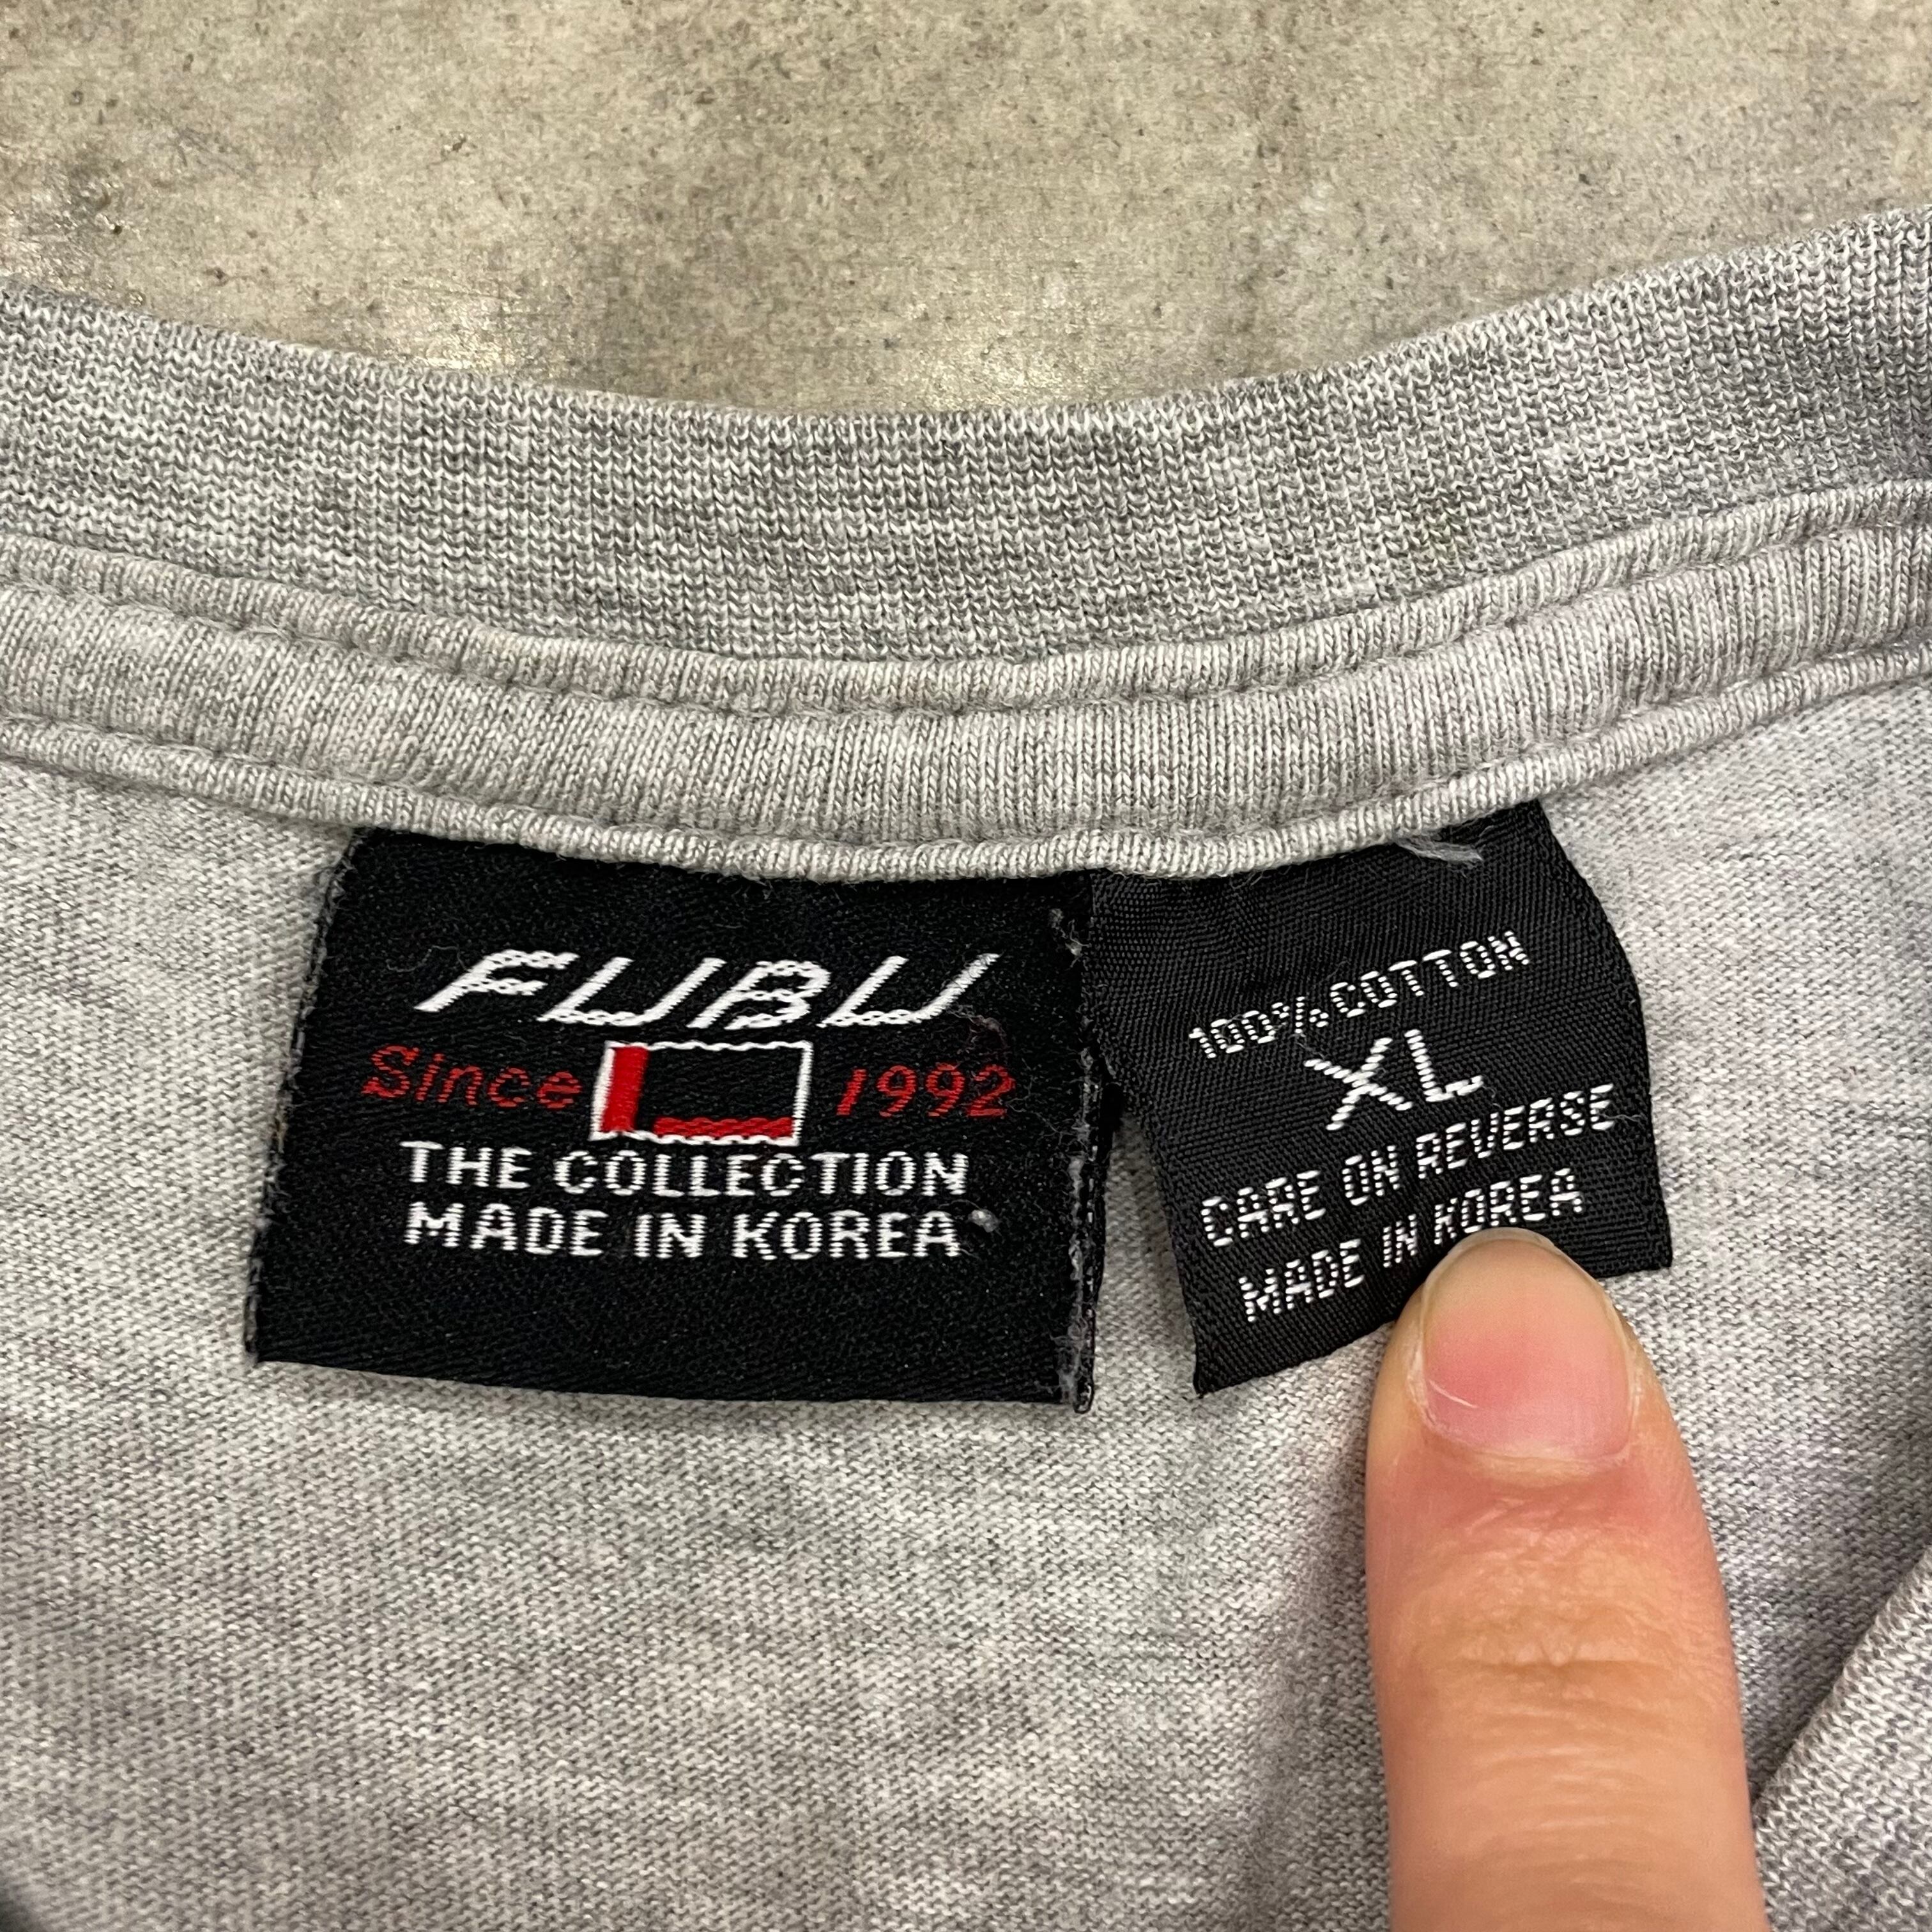 FUBU
Since 1992
THE COLLECTION
MADE IN KOREA
100% COTTON
XL
CARE ON REVERSE
MADE IN KOREA